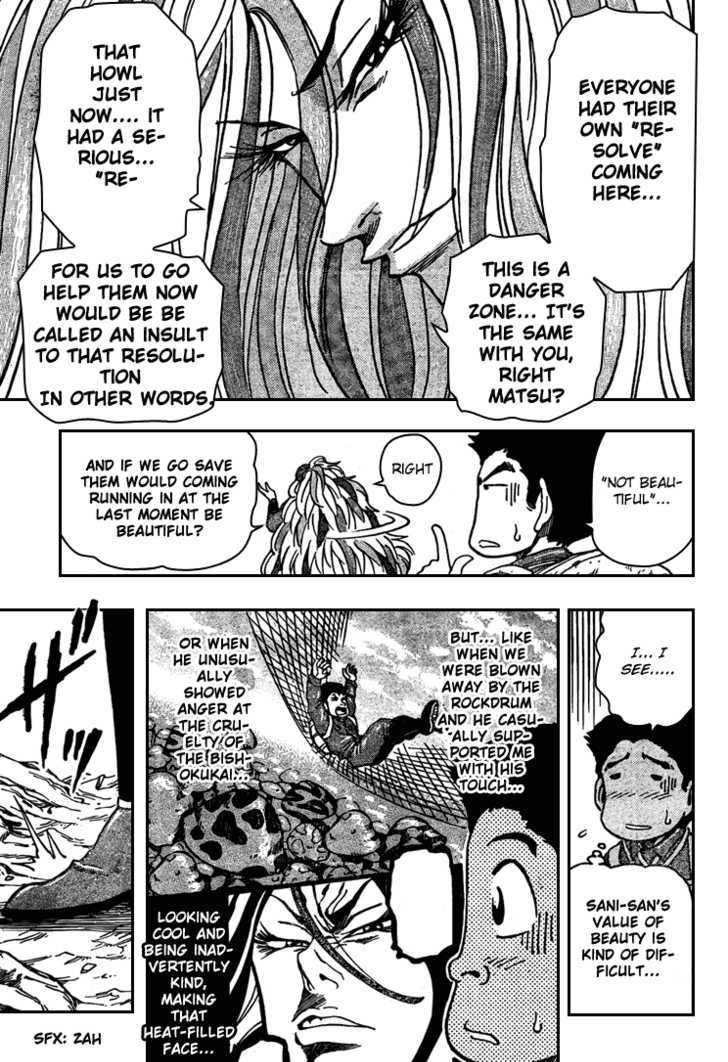 EVERYONE
HAD THEIR
OWN "RE-
SOLVE"
COMING
HERE...
THIS IS A
DANGER
ZONE... IT'S
THE SAME
WITH YOU,
RIGHT
MATSU?
THAT
HOWL
JUST
NOW.... IT
HAD A SE-
RIOUS...
"RE-
FOR US TO GO
HELP THEM NOW
WOULD BE BE
CALLED AN INSULT
TO THAT RESOLU-
TION
IN OTHER WORDS.
"NOT BEAU-
TIFUL"...
RIGHT
AND IF WE GO SAVE
THEM WOULD COMING
RUNNING IN AT THE
LAST MOMENT BE
BEAUTIFUL?
I... I
SEE.....
SANI-SAN'S
VALUE OF
BEAUTY IS
KIND OF DIF-
FICULT...
BUT... LIKE
WHEN WE
WERE BLOWN
AWAY BY THE
ROCKDRUM
AND HE CASU-
ALLY SUP-
PORTED ME
WITH HIS
TOUCH...
OR WHEN
HE UNUSU-
ALLY
SHOWED
ANGER AT
THE CRU-
ELTY OF
THE BISH-
OKUKAI...
LOOKING
COOL AND
BEING INAD-
VERTENTLY
KIND,
MAKING
THAT
HEAT-FILLED
FACE...
SFX: ZAH